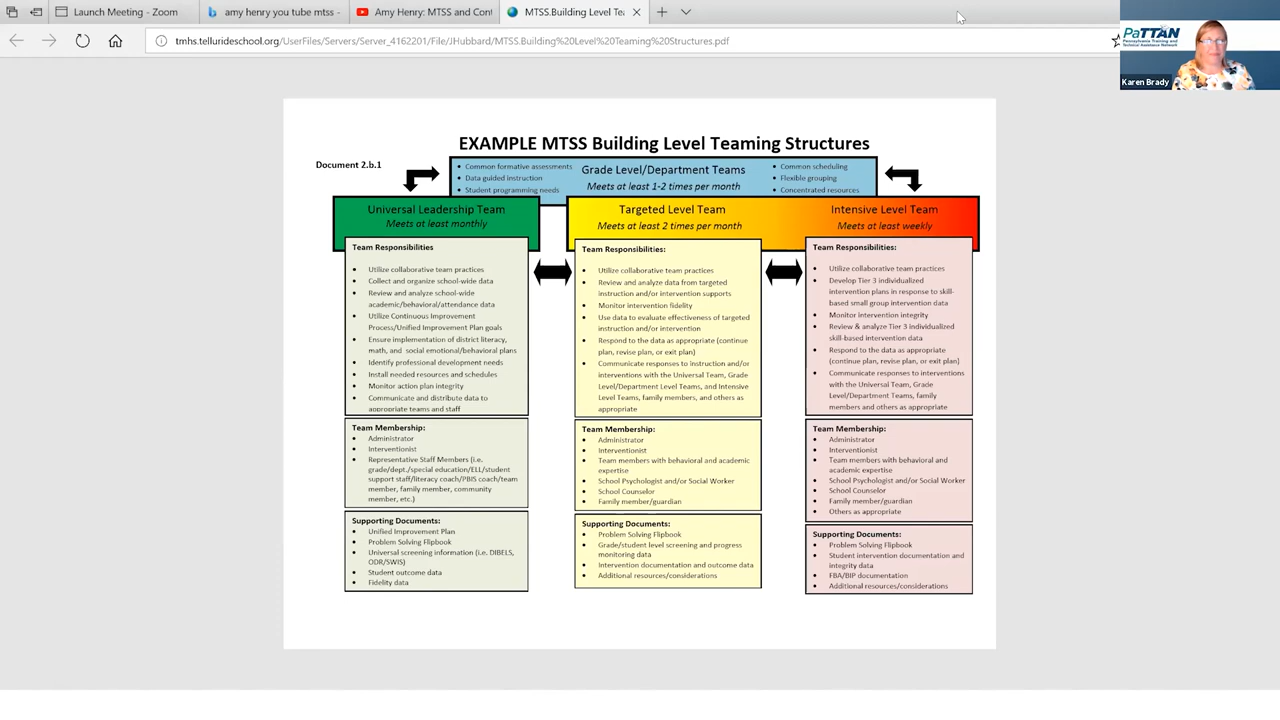 Launch Meeting - Zoom
amy henry you tube mtss -
Amy Henry: MTSS and Cont
MTSS.Building Level Tea
tmhs.tellurideschool.org/UserFiles/Servers/Server_4162201/File/JHubbard/MTSS.Building%20Level%20Teaming%20Structures.pdf
PaTTAN
Pennsylvania Training and
Technical Assistance Network
Karen Brady
EXAMPLE MTSS Building Level Teaming Structures
Document 2.b.1
• Common formative assessments
• Data guided instruction
• Student programming needs
Grade Level/Department Teams
Meets at least 1-2 times per month
• Common scheduling
• Flexible grouping
• Concentrated resources
Universal Leadership Team
Meets at least monthly
Team Responsibilities
• Utilize collaborative team practices
• Collect and organize school-wide data
• Review and analyze school-wide
academic/behavioral/attendance data
• Utilize Continuous Improvement
Process/Unified Improvement Plan goals
• Ensure implementation of district literacy,
math, and social emotional/behavioral plans
• Identify professional development needs
• Install needed resources and schedules
• Monitor action plan integrity
• Communicate and distribute data to
appropriate teams and staff
Team Membership:
• Administrator
• Interventionist
• Representative Staff Members (i.e.
grade/dept./special education/ELL/student
support staff/literacy coach/PBIS coach/team
member, family member, community
member, etc.)
Supporting Documents:
• Unified Improvement Plan
• Problem Solving Flipbook
• Universal screening information (i.e. DIBELS,
ODR/SWIS)
• Student outcome data
• Fidelity data
Targeted Level Team
Meets at least 2 times per month
Team Responsibilities:
• Utilize collaborative team practices
• Review and analyze data from targeted
instruction and/or intervention supports
• Monitor intervention fidelity
• Use data to evaluate effectiveness of targeted
instruction and/or intervention
• Respond to the data as appropriate (continue
plan, revise plan, or exit plan)
• Communicate responses to instruction and/or
interventions with the Universal Team, Grade
Level/Department Level Teams, and Intensive
Level Teams, family members, and others as
appropriate
Team Membership:
• Administrator
• Interventionist
• Team members with behavioral and academic
expertise
• School Psychologist and/or Social Worker
• School Counselor
• Family member/guardian
Supporting Documents:
• Problem Solving Flipbook
• Grade/student level screening and progress
monitoring data
• Intervention documentation and outcome data
• Additional resources/considerations
Intensive Level Team
Meets at least weekly
Team Responsibilities:
• Utilize collaborative team practices
• Develop Tier 3 individualized
intervention plans in response to skill-
based small group intervention data
• Monitor intervention integrity
• Review & analyze Tier 3 individualized
skill-based intervention data
• Respond to the data as appropriate
(continue plan, revise plan, or exit plan)
• Communicate responses to interventions
with the Universal Team, Grade
Level/Department Teams, family
members and others as appropriate
Team Membership:
• Administrator
• Interventionist
• Team members with behavioral and
academic expertise
• School Psychologist and/or Social Worker
• School Counselor
• Family member/guardian
• Others as appropriate
Supporting Documents:
• Problem Solving Flipbook
• Student intervention documentation and
integrity data
• FBA/BIP documentation
• Additional resources/considerations